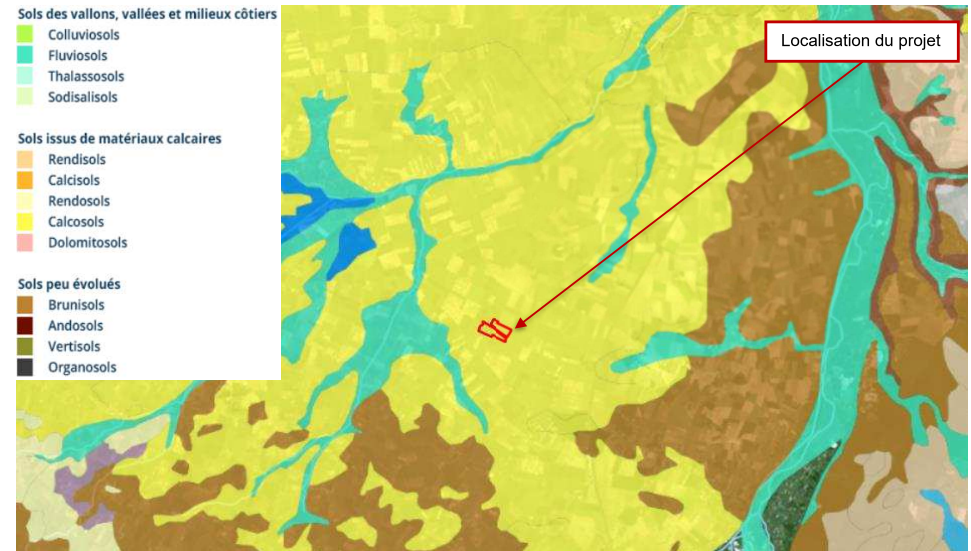 Sols des vallons, vallées et milieux côtiers
Colluviosols
Fluviosols
Thalassosols
Sodisalisols
Sols issus de matériaux calcaires
Rendisols
Calcisols
Rendosols
Calcosols
Dolomitosols
Sols peu évolués
Brunisols
Andosols
Vertisols
Organosols
Localisation du projet